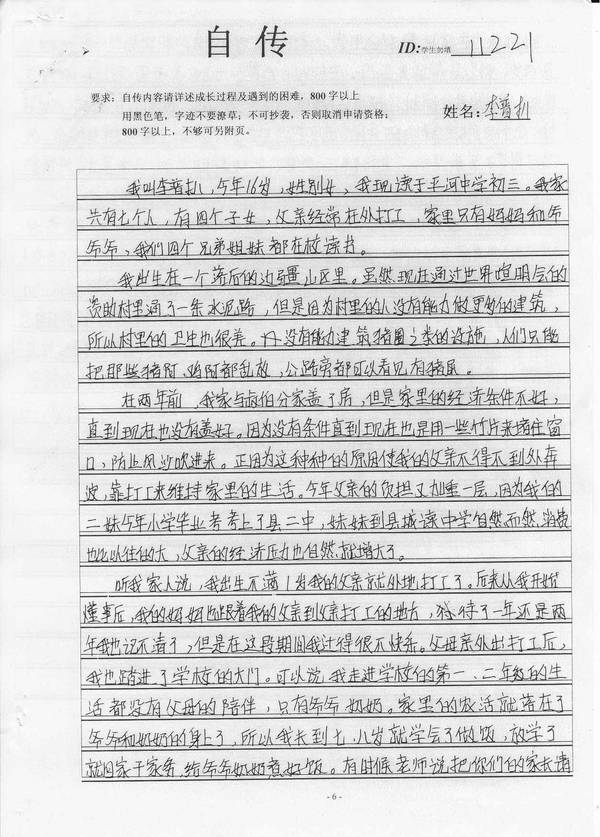 自传
ID:学生勿填 11221
要求：自传内容请详述成长过程及遇到的困难，800字以上
用黑色笔，字迹不要潦草；不可抄袭，否则取消申请资格；
800字以上，不够可另附页。
姓名：李普扒
我叫李普扒，今年16岁，姓别女，我现读于平河中学初三。我家
共有七个人，有四个子女，父亲经常在外打工，家里只有妈妈和爷
爷爷，我们四个兄弟姐妹都在校读书。
我出生在一个落后的边疆山区里。虽然现在通过世界宣明会的
资助村里通了一条水泥路，但是因为村里的人没有能力做更多的建筑，
所以村里的卫生也很差。没有能力建筑猪圈之类的设施，人们只能
把那些猪阿、鸡阿都乱放，公路旁都可以看见有猪屎。
在两年前，我家与叔伯分家盖了房，但是家里的经济条件不好，
直到现在也没有盖好。因为没有条件直到现在也是用一些竹片来堵住窗
口，防止风沙吹进来。正因为这种种的原因使我的父亲不得不到外奔
波，靠打工来维持家里的生活。今年父亲的负担又加重一层，因为我的
二妹今年小学毕业考考上了县二中，妹妹到县城读中学自然而然，消费
也比以往的大，父亲的经济压力也自然就增大了。
听我家人说，我出生不满1岁我的父亲就外地打工了。后来从我开始
懂事后，我的妈妈也跟着我的父亲到父亲打工的地方，待了一年还是两
年我也记不清了，但是在这段期间我过得很不快乐。父母亲外出打工后，
我也踏进了学校的大门。可以说，我走进学校的第一、二年级的生
活都没有父母的陪伴，只有爷爷奶奶。家里的农活就落在了
爷爷和奶奶的身上了，所以我大到七、八岁就学会了做饭，放学了
就回家干家务，给爷爷奶奶煮好饭。有时候老师说把你们的家长请
- 6 -